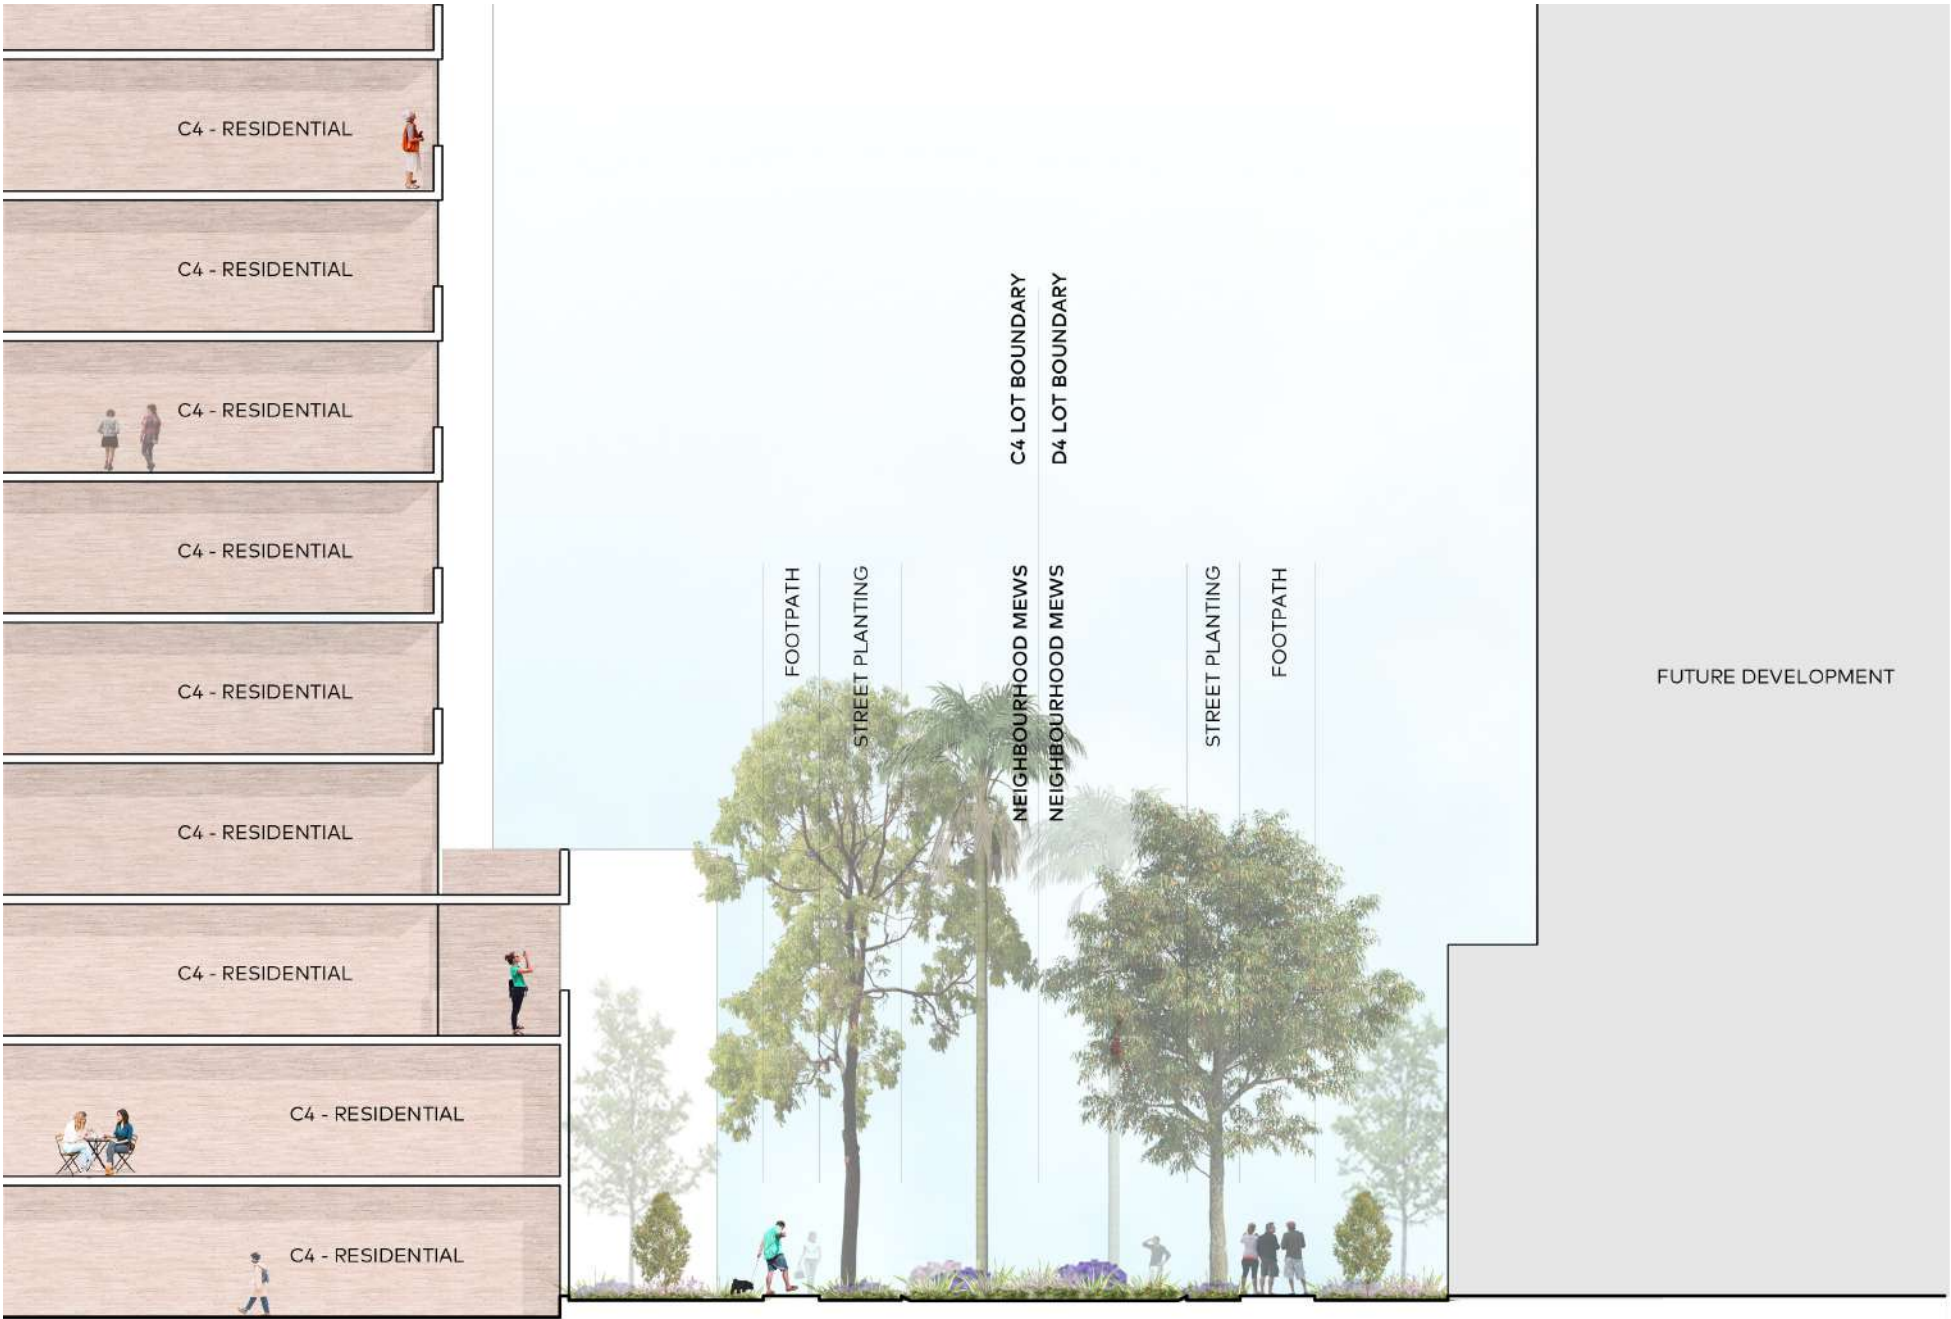 C4 - RESIDENTIAL
C4 - RESIDENTIAL
C4 - RESIDENTIAL
C4 - RESIDENTIAL
C4 - RESIDENTIAL
C4 - RESIDENTIAL
C4 - RESIDENTIAL
C4 - RESIDENTIAL
C4 - RESIDENTIAL
C4 LOT BOUNDARY
D4 LOT BOUNDARY
FOOTPATH
STREET PLANTING
NEIGHBOURHOOD MEWS
NEIGHBOURHOOD MEWS
STREET PLANTING
FOOTPATH
FUTURE DEVELOPMENT